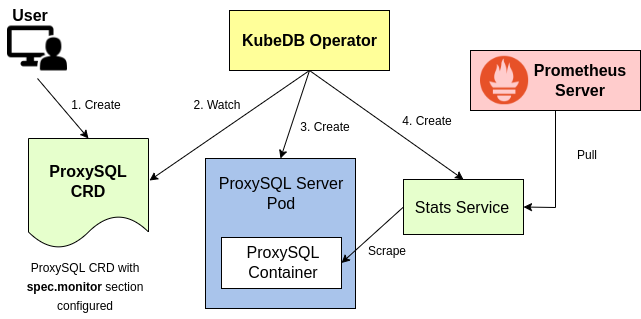 User
KubeDB Operator
Prometheus
Server
1. Create
2. Watch
3. Create
4. Create
Pull
ProxySQL
CRD
ProxySQL Server
Pod
Stats Service
ProxySQL
Container
Scrape
ProxySQL CRD with
spec.monitor section
configured